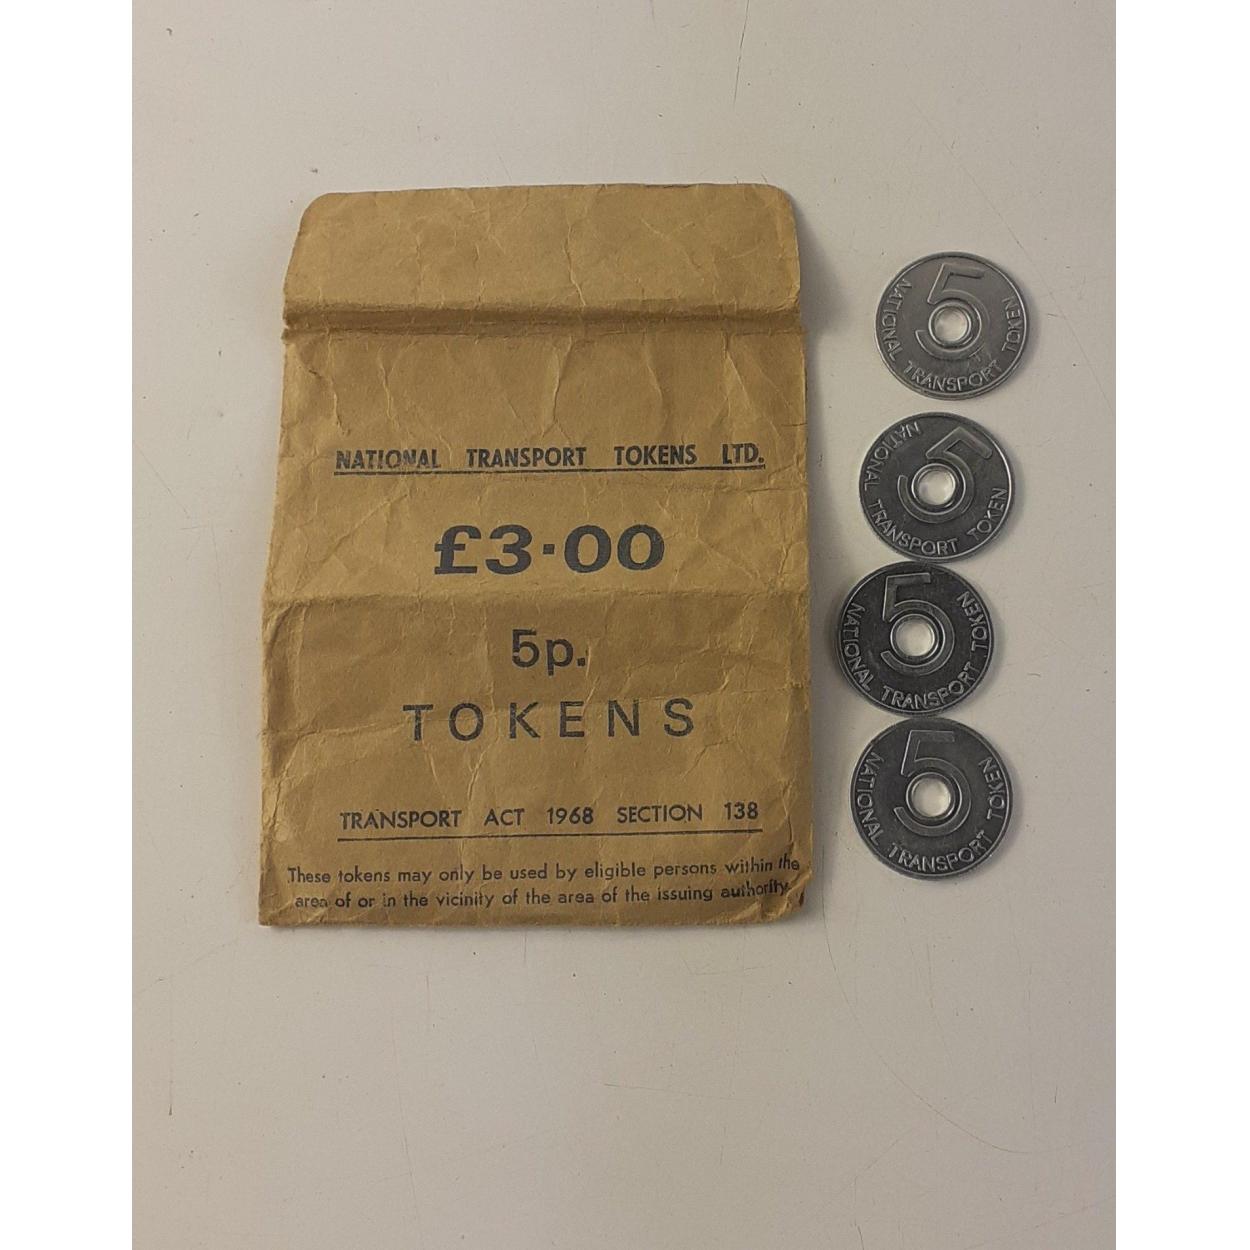 NATIONAL TRANSPORT TOKENS LTD.
£3·00
5p.
TOKENS
TRANSPORT ACT 1968 SECTION 138
These tokens may only be used by eligible persons within the
area of or in the vicinity of the area of the issuing authority.
5
NATIONAL TRANSPORT TOKEN
5
NATIONAL TRANSPORT TOKEN
5
NATIONAL TRANSPORT TOKEN
5
NATIONAL TRANSPORT TOKEN